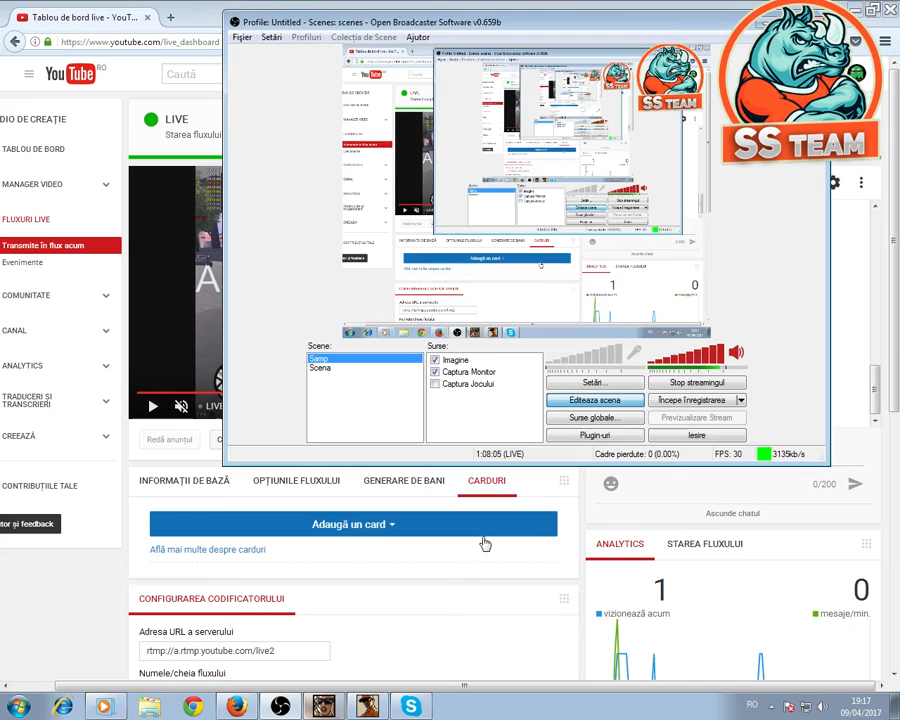 Tablou de bord live - YouT...
https://www.youtube.com/live_dashboard
YouTube RO
Caută
DIO DE CREAȚIE
TABLOU DE BORD
MANAGER VIDEO
FLUXURI LIVE
Transmite în flux acum
Evenimente
COMUNITATE
CANAL
ANALYTICS
TRADUCERI ȘI
TRANSCRIERI
CREEAZĂ
CONTRIBUȚIILE TALE
utor și feedback
LIVE
Starea fluxului
A
LIV
Redă anunțul
C
Profile: Untitled - Scenes: scenes - Open Broadcaster Software v0.659b
Fișier
Setări
Profiluri
Colecția de Scene
Ajutor
SS TEAM
SS TEAM
Scene:
Samp
Scena
Surse:
Imagine
Captura Monitor
Captura Jocului
Setări...
Stop streamingul
Editeaza scena
Începe înregistrarea
Surse globale...
Previzualizare Stream
Plugin-uri
Iesire
1:08:05 (LIVE)
Cadre pierdute: 0 (0.00%)
FPS: 30
3135kb/s
INFORMAȚII DE BAZĂ
OPȚIUNILE FLUXULUI
GENERARE DE BANI
CARDURI
Adaugă un card
Află mai multe despre carduri
CONFIGURAREA CODIFICATORULUI
Adresa URL a serverului
rtmp://a.rtmp.youtube.com/live2
Numele/cheia fluxului
0/200
Ascunde chatul
ANALYTICS
STAREA FLUXULUI
1
vizionează acum
0
mesaje/min.
RO
19:17
09/04/2017